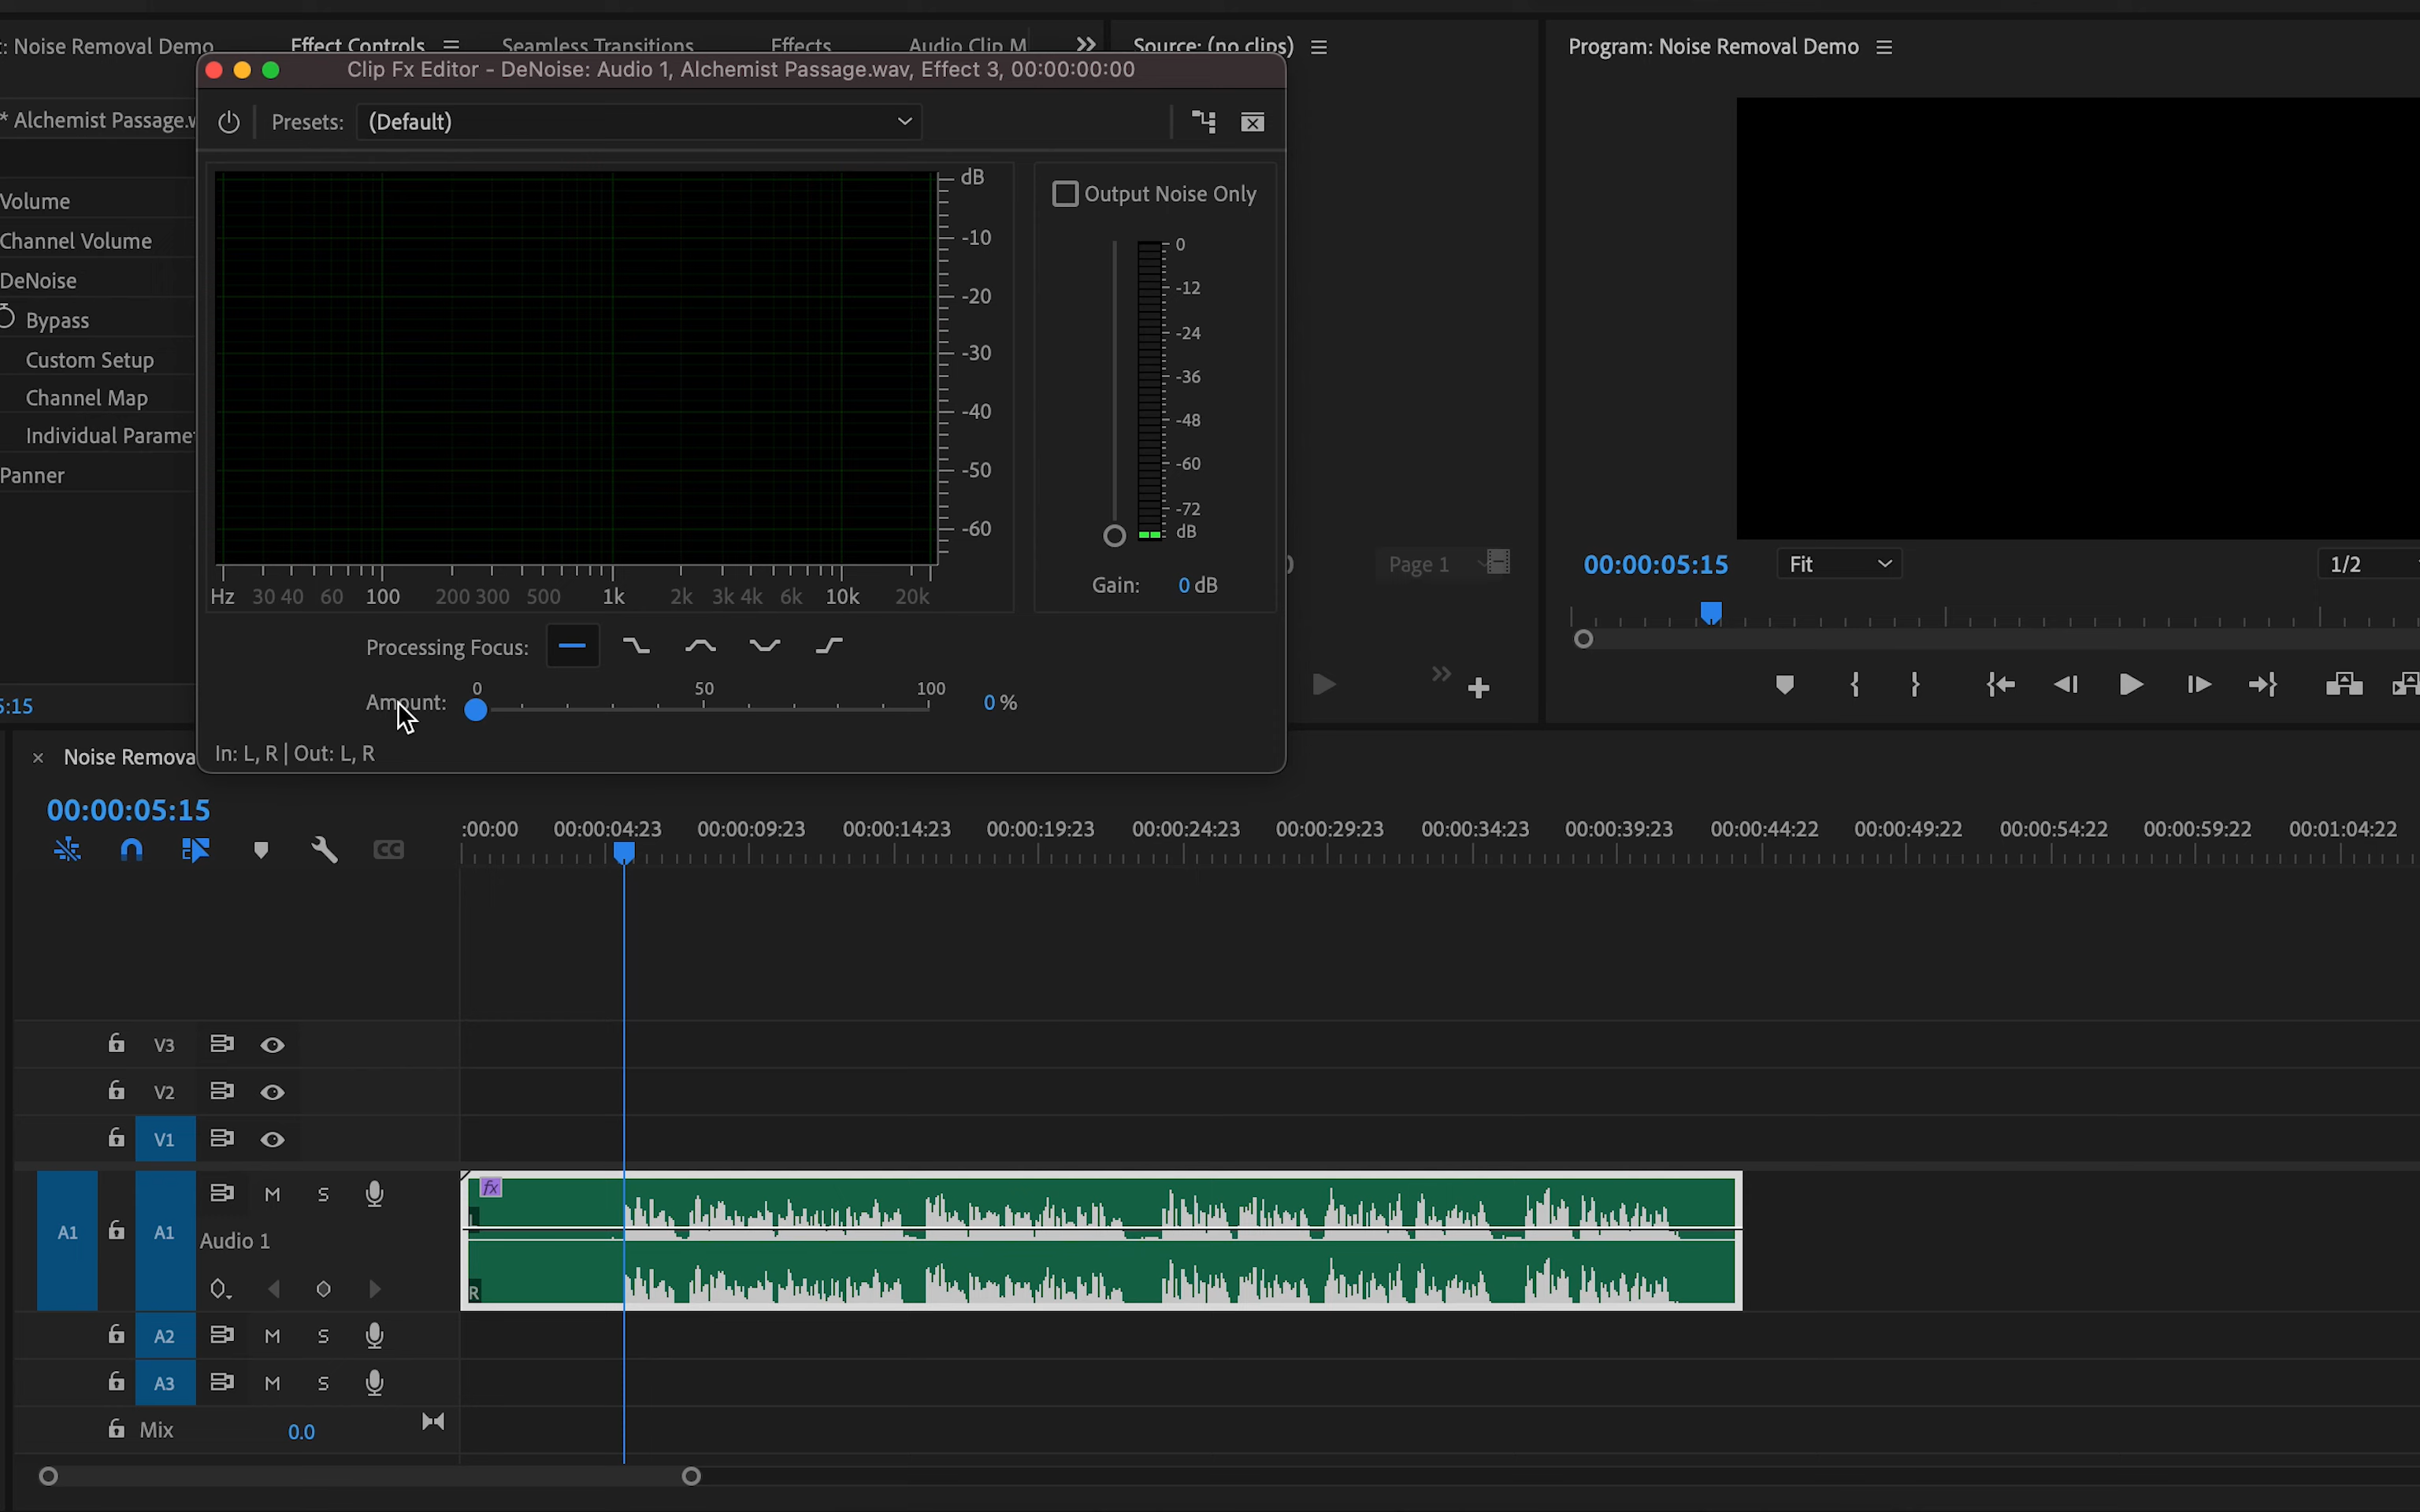 : Noise Removal Demo
Effect Controls
Seamless Transitions
Effects
Audio Clip M
Source: (no clips)
Program: Noise Removal Demo
Clip Fx Editor - DeNoise: Audio 1, Alchemist Passage.wav, Effect 3, 00:00:00:00
* Alchemist Passage.w
Presets: (Default)
Volume
Channel Volume
DeNoise
Bypass
Custom Setup
Channel Map
Individual Parame
Panner
dB
-10
-20
-30
-40
-50
-60
Hz 30 40 60 100 200 300 500 1k 2k 3k 4k 6k 10k 20k
Output Noise Only
0
-12
-24
-36
-48
-60
-72
dB
Gain: 0 dB
Processing Focus:
0 50 100
Amount: 0 %
In: L, R | Out: L, R
Page 1
00:00:05:15 Fit 1/2
5:15
× Noise Remova
00:00:05:15
CC
:00:00 00:00:04:23 00:00:09:23 00:00:14:23 00:00:19:23 00:00:24:23 00:00:29:23 00:00:34:23 00:00:39:23 00:00:44:22 00:00:49:22 00:00:54:22 00:00:59:22 00:01:04:22
V3
V2
V1
A1 A1 M S
Audio 1
fx
L
R
A2 M S
A3 M S
Mix 0.0